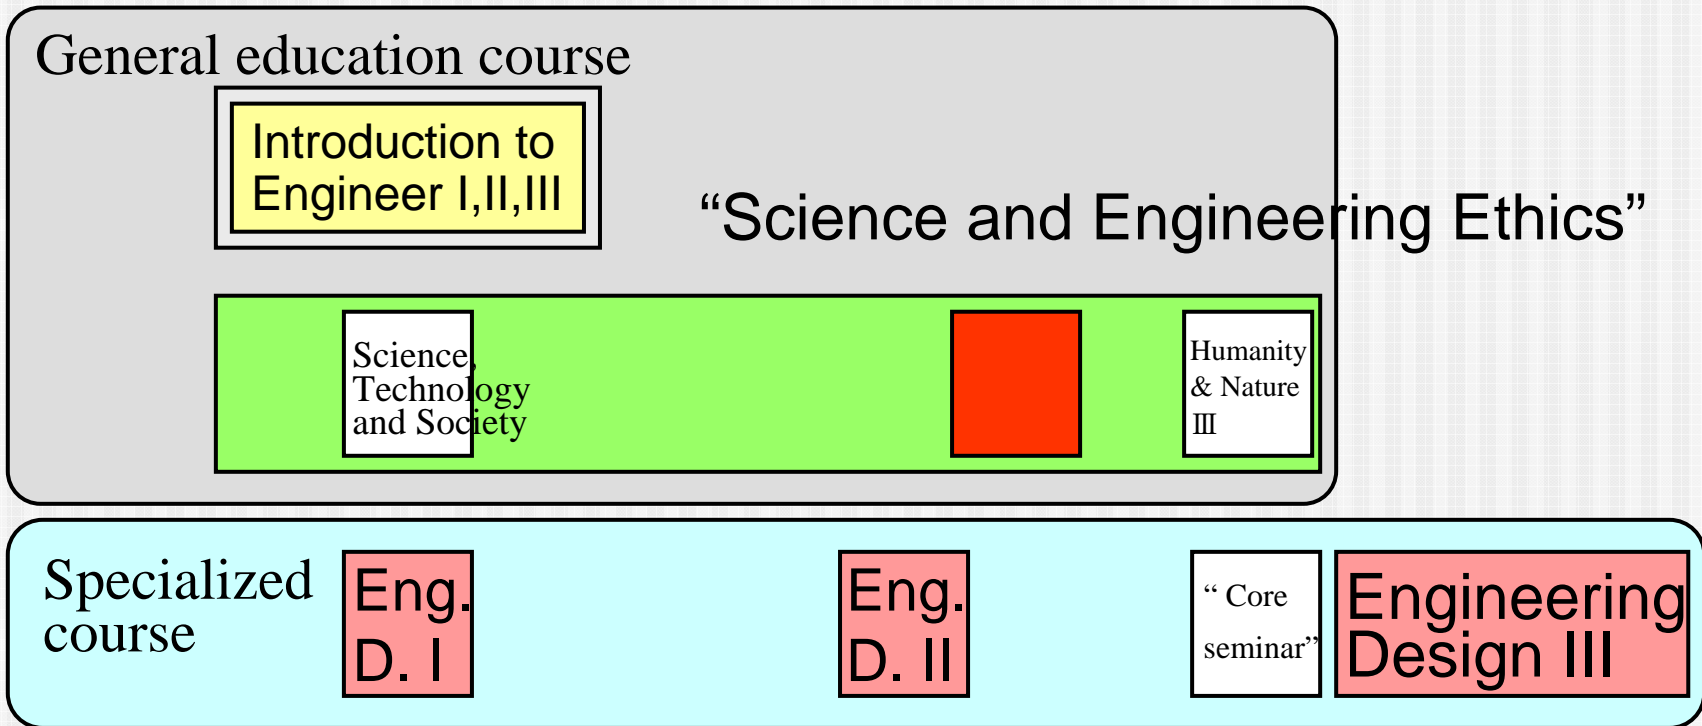 General education course
Introduction to
Engineer I,II,III
“Science and Engineering Ethics”
Science,
Technology
and Society
Humanity
& Nature
Ⅲ
Specialized
course
Eng.
D. I
Eng.
D. II
“ Core
seminar”
Engineering
Design III